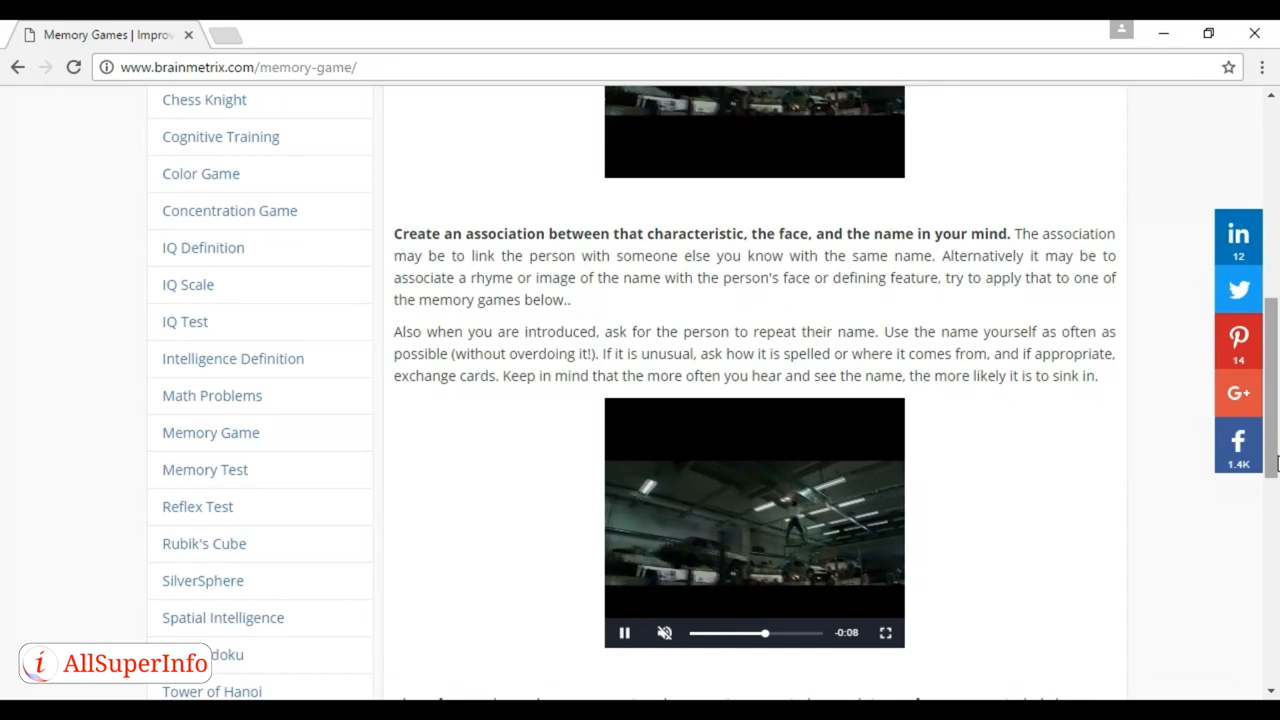 Memory Games | Improv
www.brainmetrix.com/memory-game/
Chess Knight
Cognitive Training
Color Game
Concentration Game
IQ Definition
IQ Scale
IQ Test
Intelligence Definition
Math Problems
Memory Game
Memory Test
Reflex Test
Rubik's Cube
SilverSphere
Spatial Intelligence
doku
Tower of Hanoi
Create an association between that characteristic, the face, and the name in your mind. The association
may be to link the person with someone else you know with the same name. Alternatively it may be to
associate a rhyme or image of the name with the person's face or defining feature, try to apply that to one of
the memory games below..
Also when you are introduced, ask for the person to repeat their name. Use the name yourself as often as
possible (without overdoing it!). If it is unusual, ask how it is spelled or where it comes from, and if appropriate,
exchange cards. Keep in mind that the more often you hear and see the name, the more likely it is to sink in.
-0:08
in
12
14
G+
f
1.4K
i AllSuperInfo